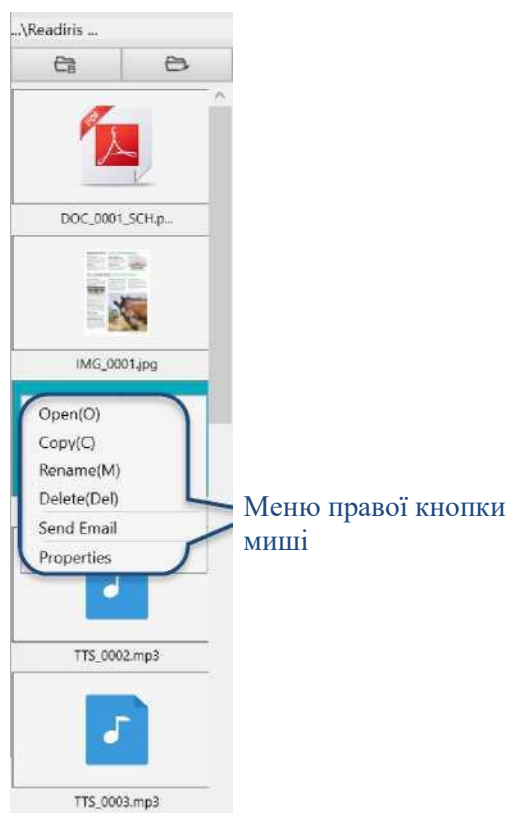 ...\Readiris ...
PDF
DOC_0001_SCH.p...
IMG_0001.jpg
Open(O)
Copy(C)
Rename(M)
Delete(Del)
Send Email
Properties
Меню правої кнопки
миші
TTS_0002.mp3
TTS_0003.mp3